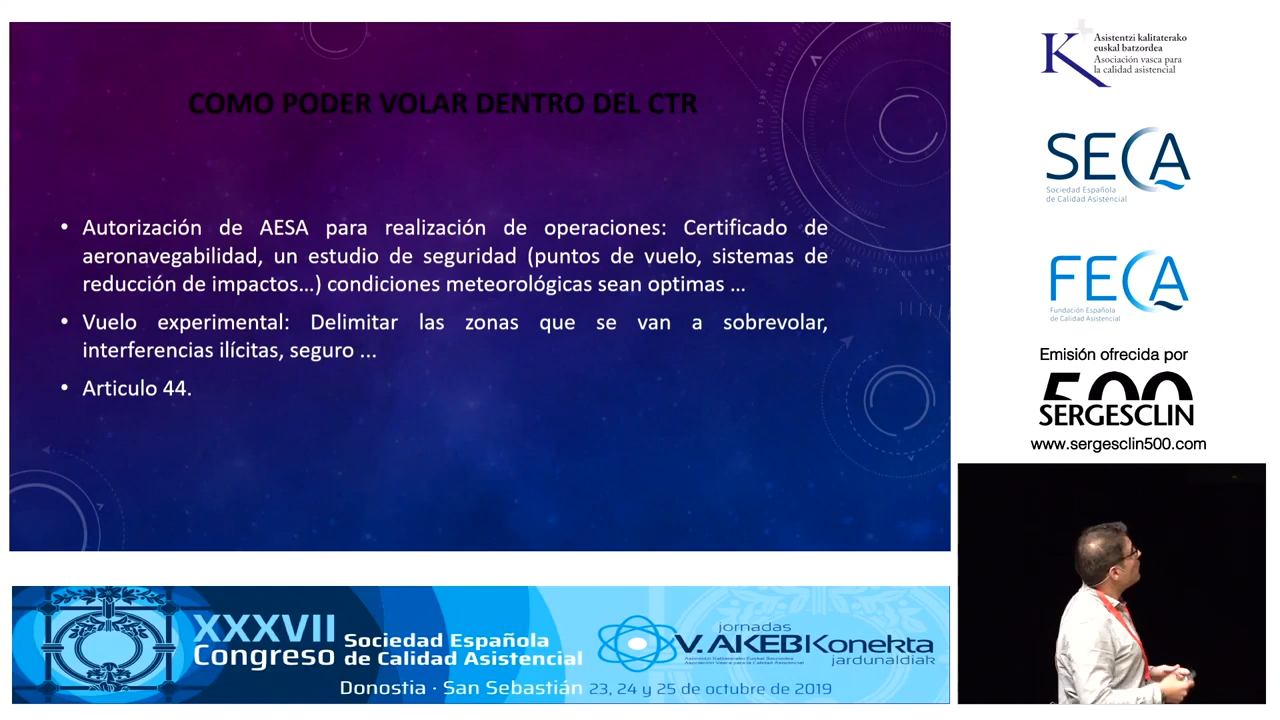 COMO PODER VOLAR DENTRO DEL CTR
• Autorización de AESA para realización de operaciones: Certificado de
aeronavegabilidad, un estudio de seguridad (puntos de vuelo, sistemas de
reducción de impactos...) condiciones meteorológicas sean optimas ...
• Vuelo experimental: Delimitar las zonas que se van a sobrevolar,
interferencias ilícitas, seguro ...
• Articulo 44.
K
Asistentzi kalitaterako
euskal batzordea
Asociación vasca para
la calidad asistencial
SECA
Sociedad Española
de Calidad Asistencial
FECA
Fundación Española
de Calidad Asistencial
Emisión ofrecida por
500
SERGESCLIN
www.sergesclin500.com
XXXVII
Congreso
Sociedad Española
de Calidad Asistencial
Donostia · San Sebastián 23, 24 y 25 de octubre de 2019
jornadas
V.AKEBIKonekta
jardunaldiak